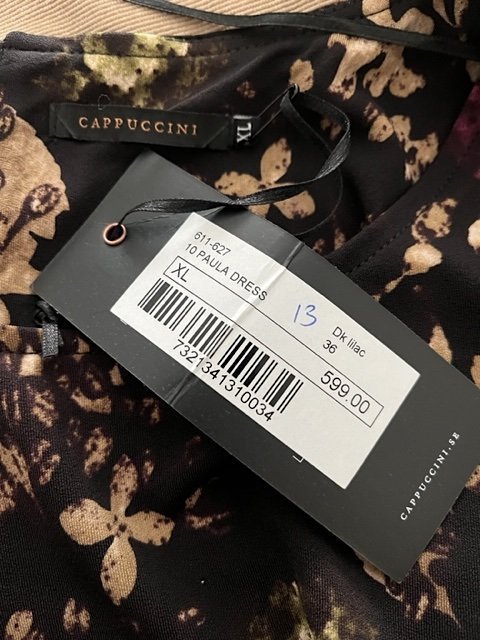 CAPPUCCINI
XL
611-627
10 PAULA DRESS
XL
13
Dk lilac
36
599.00
7321341310034
CAPPUCCINI.SE